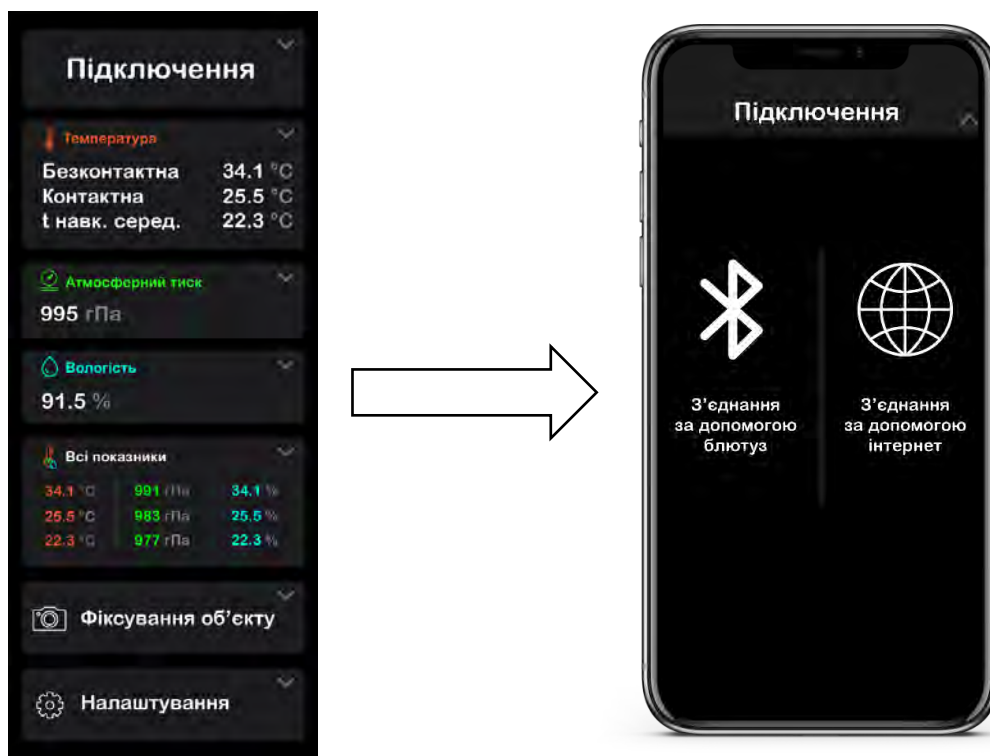 Підключення
Температура
Безконтактна 34.1 °C
Контактна 25.5 °C
t навк. серед. 22.3 °C
Атмосферний тиск
995 гПа
Вологість
91.5 %
Всі показники
34.1 °C 991 гПа 34.1 %
25.5 °C 983 гПа 25.5 %
22.3 °C 977 гПа 22.3 %
Фіксування об’єкту
Налаштування
Підключення
З’єднання
за допомогою
блютуз
З’єднання
за допомогою
інтернет